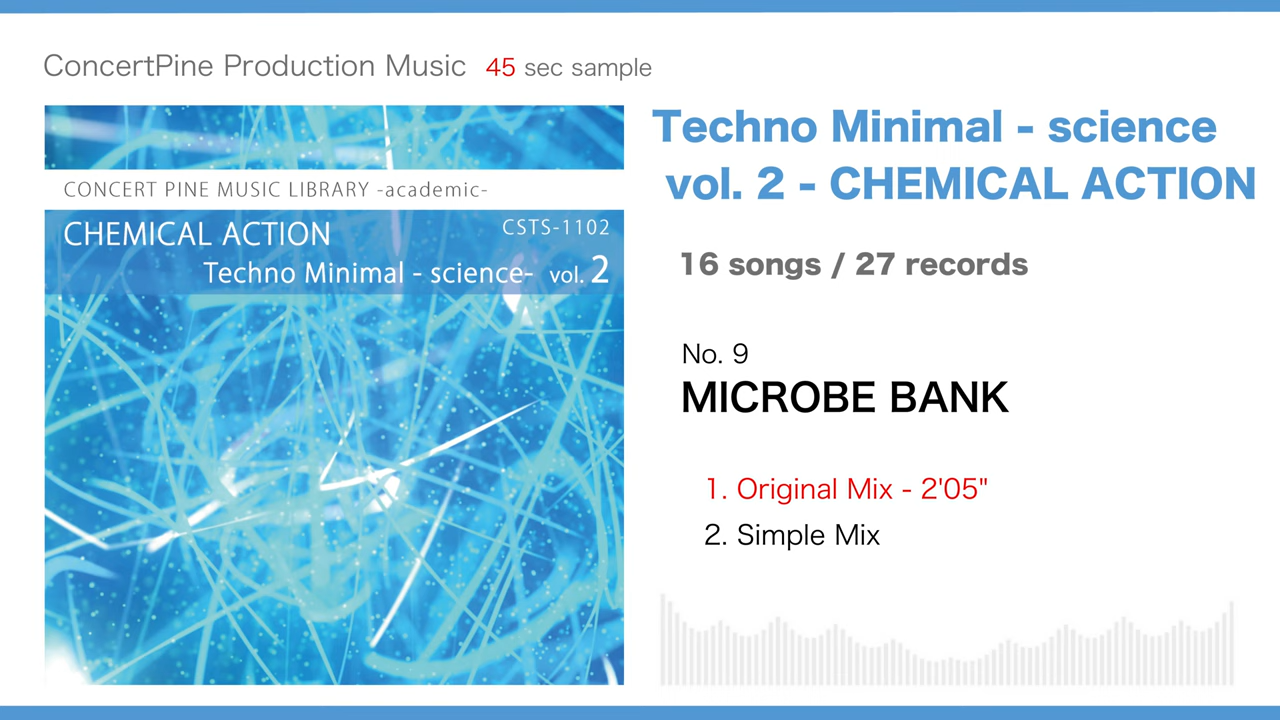 ConcertPine Production Music 45 sec sample
CONCERT PINE MUSIC LIBRARY -academic-
CHEMICAL ACTION CSTS-1102
Techno Minimal - science- vol. 2
Techno Minimal - science
vol. 2 - CHEMICAL ACTION
16 songs / 27 records
No. 9
MICROBE BANK
1. Original Mix - 2'05"
2. Simple Mix